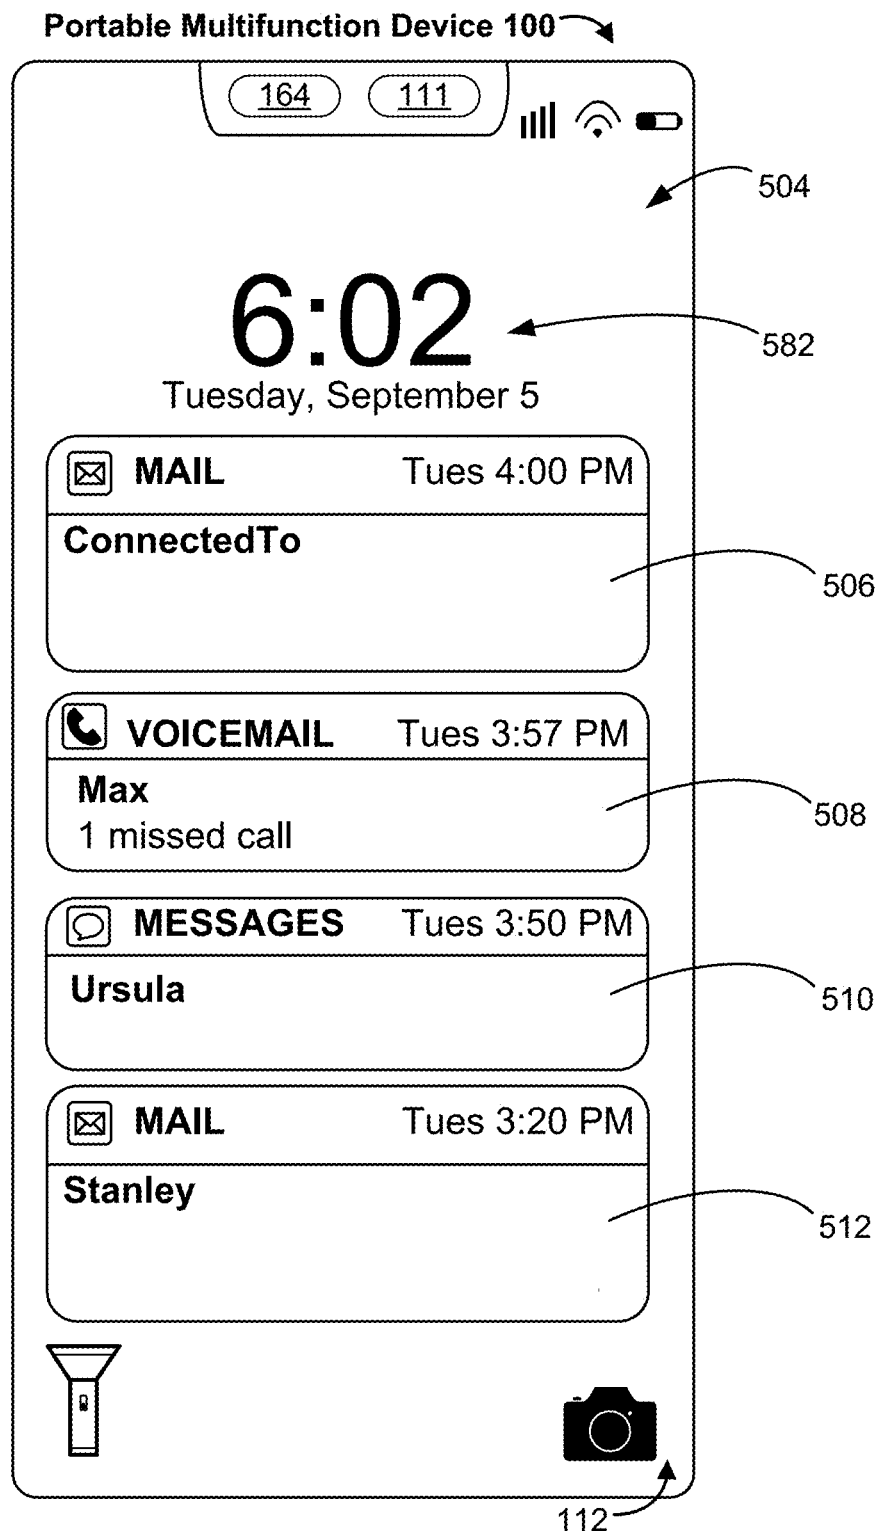 Portable Multifunction Device 100
164 111
504
6:02
582
Tuesday, September 5
MAIL Tues 4:00 PM
ConnectedTo
506
VOICEMAIL Tues 3:57 PM
Max
508
1 missed call
MESSAGES Tues 3:50 PM
Ursula
510
MAIL Tues 3:20 PM
Stanley
512
112